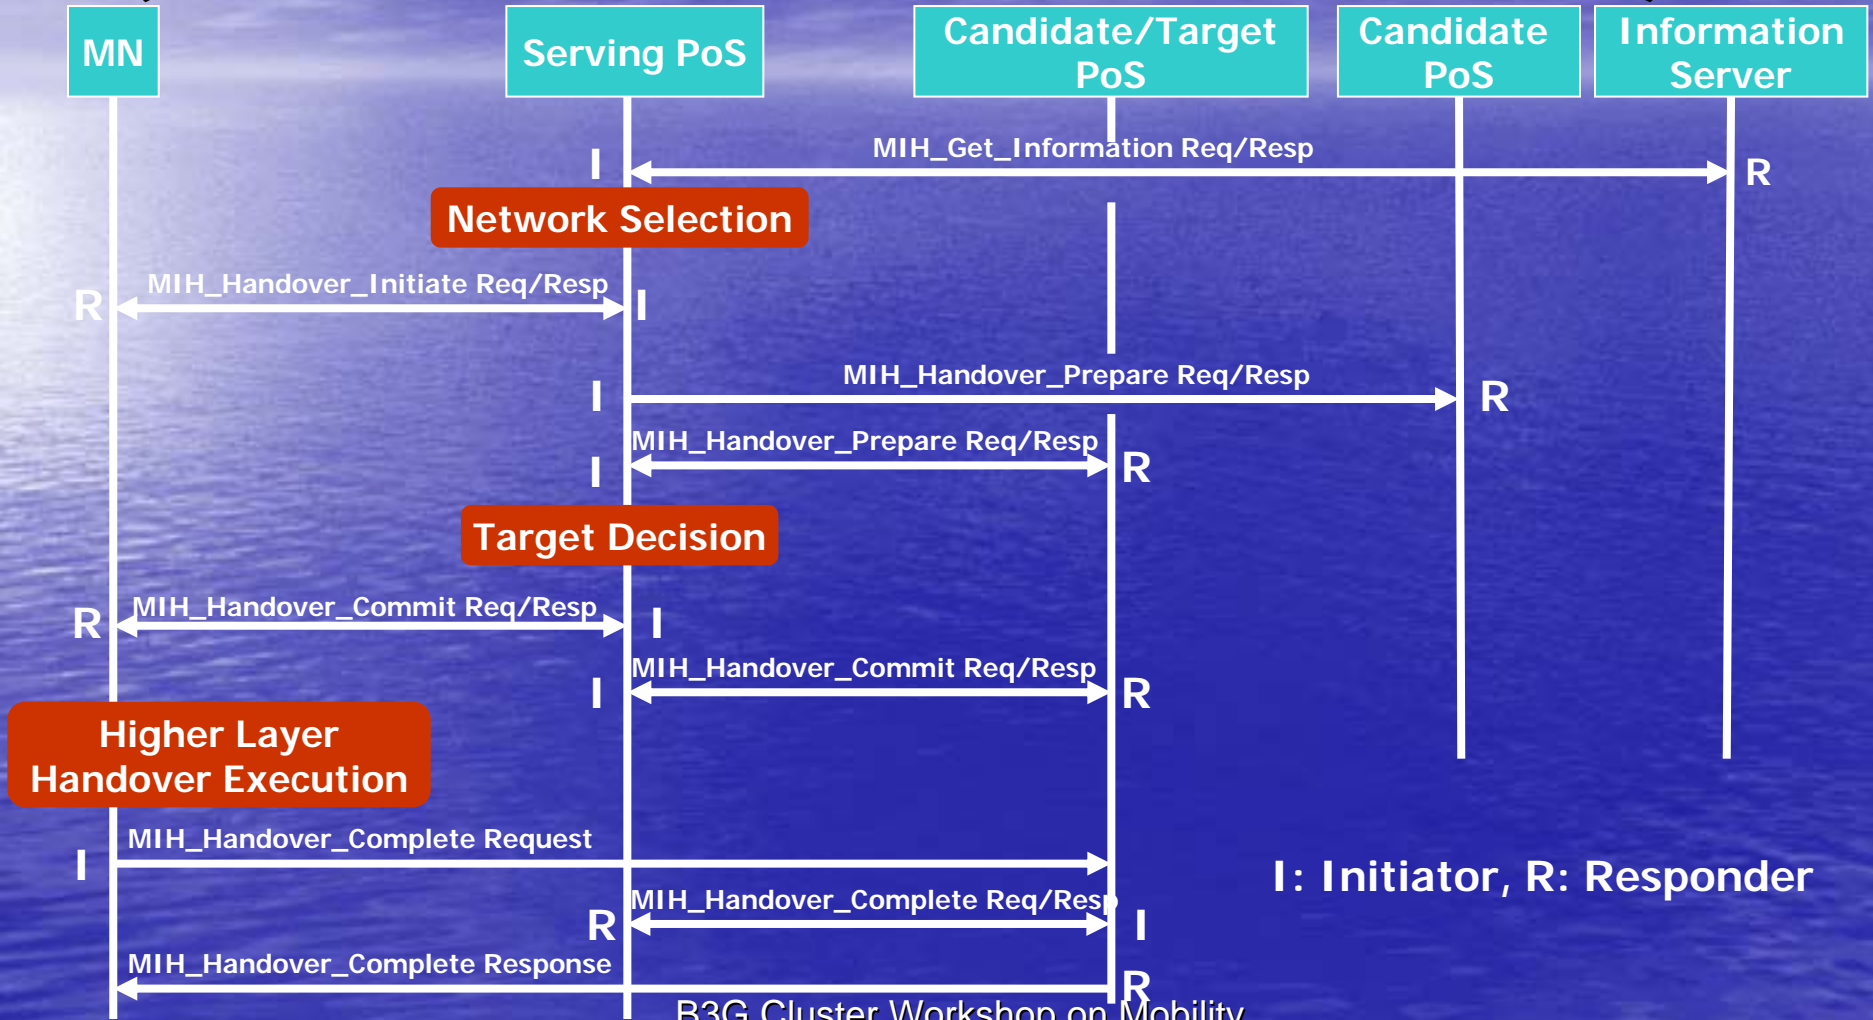 MN
Serving PoS
Candidate/Target
PoS
Candidate
PoS
Information
Server
MIH_Get_Information Req/Resp
I
R
Network Selection
MIH_Handover_Initiate Req/Resp
R
I
MIH_Handover_Prepare Req/Resp
I
R
MIH_Handover_Prepare Req/Resp
I
R
Target Decision
MIH_Handover_Commit Req/Resp
R
I
MIH_Handover_Commit Req/Resp
I
R
Higher Layer
Handover Execution
MIH_Handover_Complete Request
I
I: Initiator, R: Responder
MIH_Handover_Complete Req/Resp
R
I
MIH_Handover_Complete Response
R
B3G Cluster Workshop on Mobility